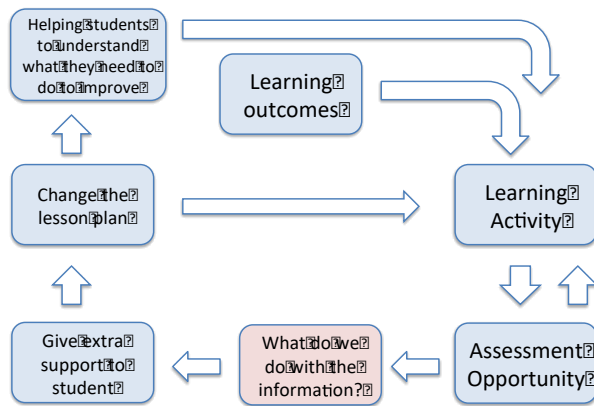 Helping students
to understand
what they need to
do to improve
Learning
outcomes
Change the
lesson plan
Learning
Activity
Give extra
support to
student
What do we
do with the
information?
Assessment
Opportunity